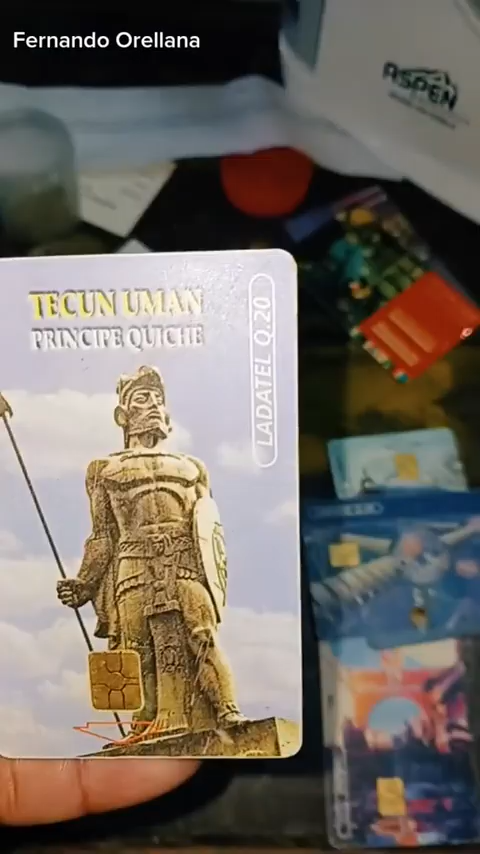 Fernando Orellana
ASPEN
TECUN UMAN
PRINCIPE QUICHE
LADATEL Q.20